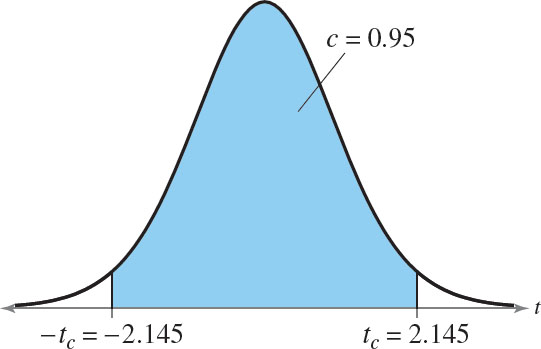 c = 0.95
t
−t_c = −2.145
t_c = 2.145